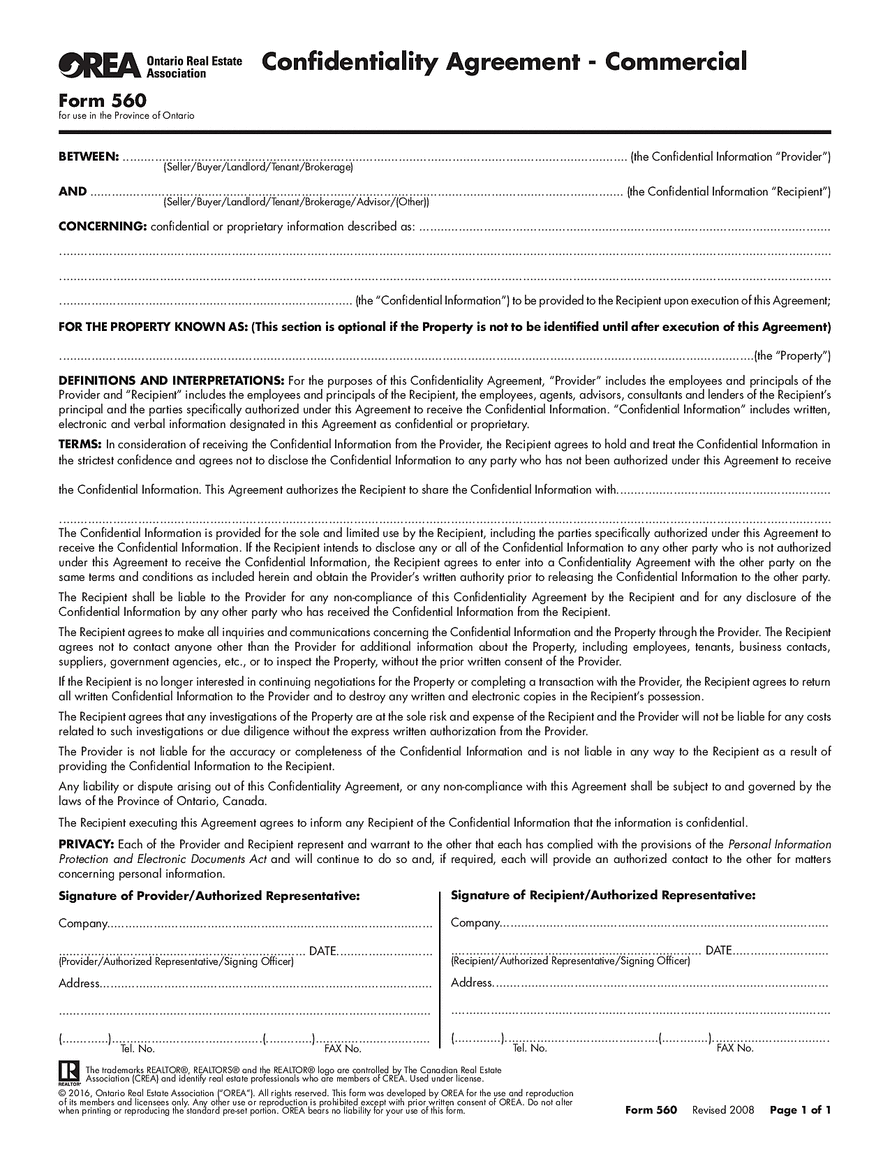 OREA Ontario Real Estate Association
Confidentiality Agreement - Commercial
Form 560
for use in the Province of Ontario
BETWEEN: ........................................ (the Confidential Information “Provider”)
(Seller/Buyer/Landlord/Tenant/Brokerage)
AND ........................................ (the Confidential Information “Recipient”)
(Seller/Buyer/Landlord/Tenant/Brokerage/Advisor/(Other))
CONCERNING: confidential or proprietary information described as: ........................................
........................................
........................................
........................................ (the “Confidential Information”) to be provided to the Recipient upon execution of this Agreement;
FOR THE PROPERTY KNOWN AS: (This section is optional if the Property is not to be identified until after execution of this Agreement)
........................................(the “Property”)
DEFINITIONS AND INTERPRETATIONS: For the purposes of this Confidentiality Agreement, “Provider” includes the employees and principals of the
Provider and “Recipient” includes the employees and principals of the Recipient, the employees, agents, advisors, consultants and lenders of the Recipient’s
principal and the parties specifically authorized under this Agreement to receive the Confidential Information. “Confidential Information” includes written,
electronic and verbal information designated in this Agreement as confidential or proprietary.
TERMS: In consideration of receiving the Confidential Information from the Provider, the Recipient agrees to hold and treat the Confidential Information in
the strictest confidence and agrees not to disclose the Confidential Information to any party who has not been authorized under this Agreement to receive
the Confidential Information. This Agreement authorizes the Recipient to share the Confidential Information with........................................
........................................
The Confidential Information is provided for the sole and limited use by the Recipient, including the parties specifically authorized under this Agreement to
receive the Confidential Information. If the Recipient intends to disclose any or all of the Confidential Information to any other party who is not authorized
under this Agreement to receive the Confidential Information, the Recipient agrees to enter into a Confidentiality Agreement with the other party on the
same terms and conditions as included herein and obtain the Provider’s written authority prior to releasing the Confidential Information to the other party.
The Recipient shall be liable to the Provider for any non-compliance of this Confidentiality Agreement by the Recipient and for any disclosure of the
Confidential Information by any other party who has received the Confidential Information from the Recipient.
The Recipient agrees to make all inquiries and communications concerning the Confidential Information and the Property through the Provider. The Recipient
agrees not to contact anyone other than the Provider for additional information about the Property, including employees, tenants, business contacts,
suppliers, government agencies, etc., or to inspect the Property, without the prior written consent of the Provider.
If the Recipient is no longer interested in continuing negotiations for the Property or completing a transaction with the Provider, the Recipient agrees to return
all written Confidential Information to the Provider and to destroy any written and electronic copies in the Recipient’s possession.
The Recipient agrees that any investigations of the Property are at the sole risk and expense of the Recipient and the Provider will not be liable for any costs
related to such investigations or due diligence without the express written authorization from the Provider.
The Provider is not liable for the accuracy or completeness of the Confidential Information and is not liable in any way to the Recipient as a result of
providing the Confidential Information to the Recipient.
Any liability or dispute arising out of this Confidentiality Agreement, or any non-compliance with this Agreement shall be subject to and governed by the
laws of the Province of Ontario, Canada.
The Recipient executing this Agreement agrees to inform any Recipient of the Confidential Information that the information is confidential.
PRIVACY: Each of the Provider and Recipient represent and warrant to the other that each has complied with the provisions of the Personal Information
Protection and Electronic Documents Act and will continue to do so and, if required, each will provide an authorized contact to the other for matters
concerning personal information.
Signature of Provider/Authorized Representative:
Company........................................
........................................ DATE....................
(Provider/Authorized Representative/Signing Officer)
Address........................................
........................................
(.............)........................................(.............)..............................
Tel. No. FAX No.
Signature of Recipient/Authorized Representative:
Company........................................
........................................ DATE....................
(Recipient/Authorized Representative/Signing Officer)
Address........................................
........................................
(.............)........................................(.............)..............................
Tel. No. FAX No.
R REALTOR® The trademarks REALTOR®, REALTORS® and the REALTOR® logo are controlled by The Canadian Real Estate
Association (CREA) and identify real estate professionals who are members of CREA. Used under license.
© 2016, Ontario Real Estate Association (“OREA”). All rights reserved. This form was developed by OREA for the use and reproduction
of its members and licensees only. Any other use or reproduction is prohibited except with prior written consent of OREA. Do not alter
when printing or reproducing the standard pre-set portion. OREA bears no liability for your use of this form.
Form 560 Revised 2008 Page 1 of 1